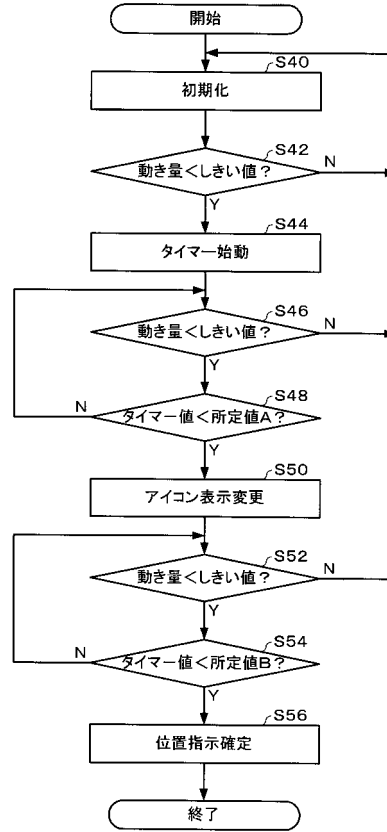 開始
S40
初期化
S42
動き量<しきい値?
N
Y
S44
タイマー始動
S46
動き量<しきい値?
N
Y
S48
N
タイマー値<所定値A?
Y
S50
アイコン表示変更
S52
動き量<しきい値?
N
Y
S54
N
タイマー値<所定値B?
Y
S56
位置指示確定
終了